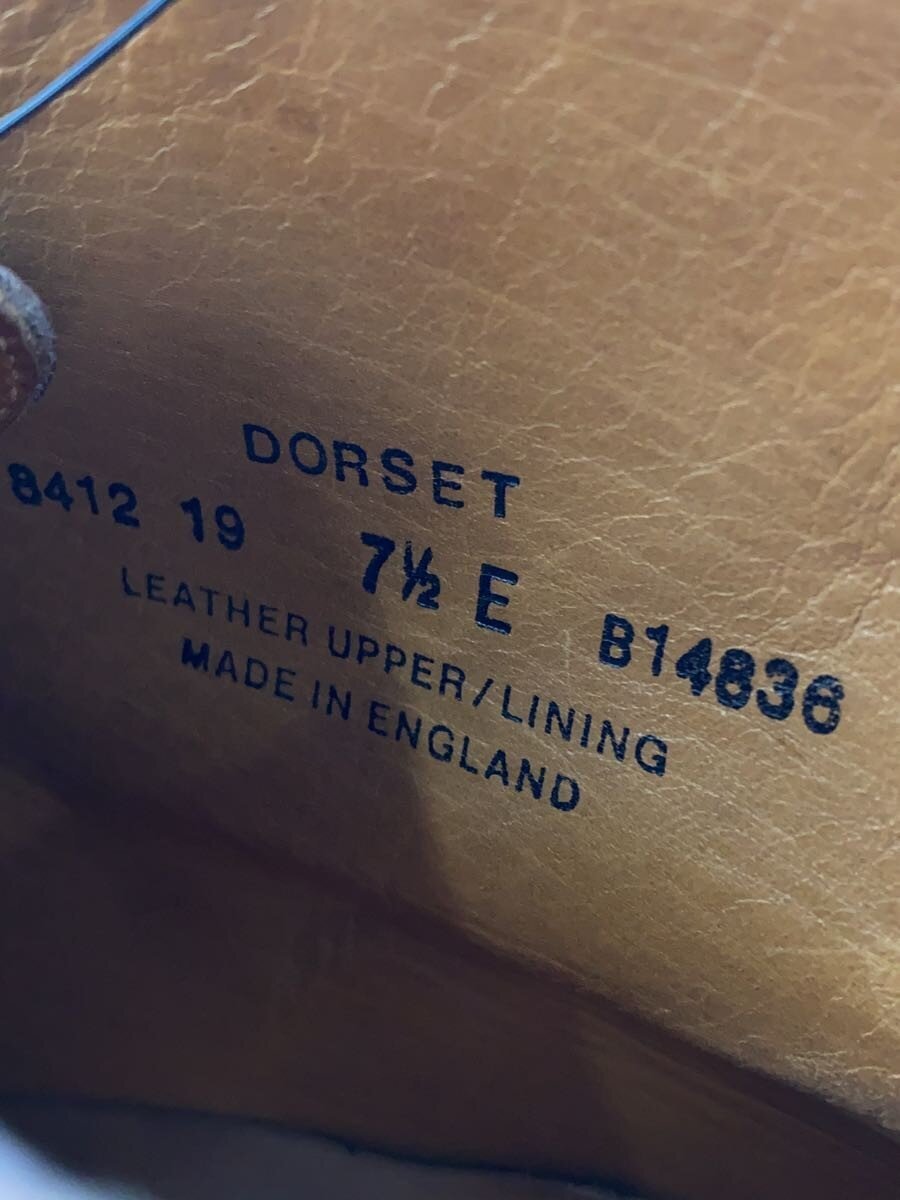 DORSET
8412 19 7½ E B14836
LEATHER UPPER/LINING
MADE IN ENGLAND